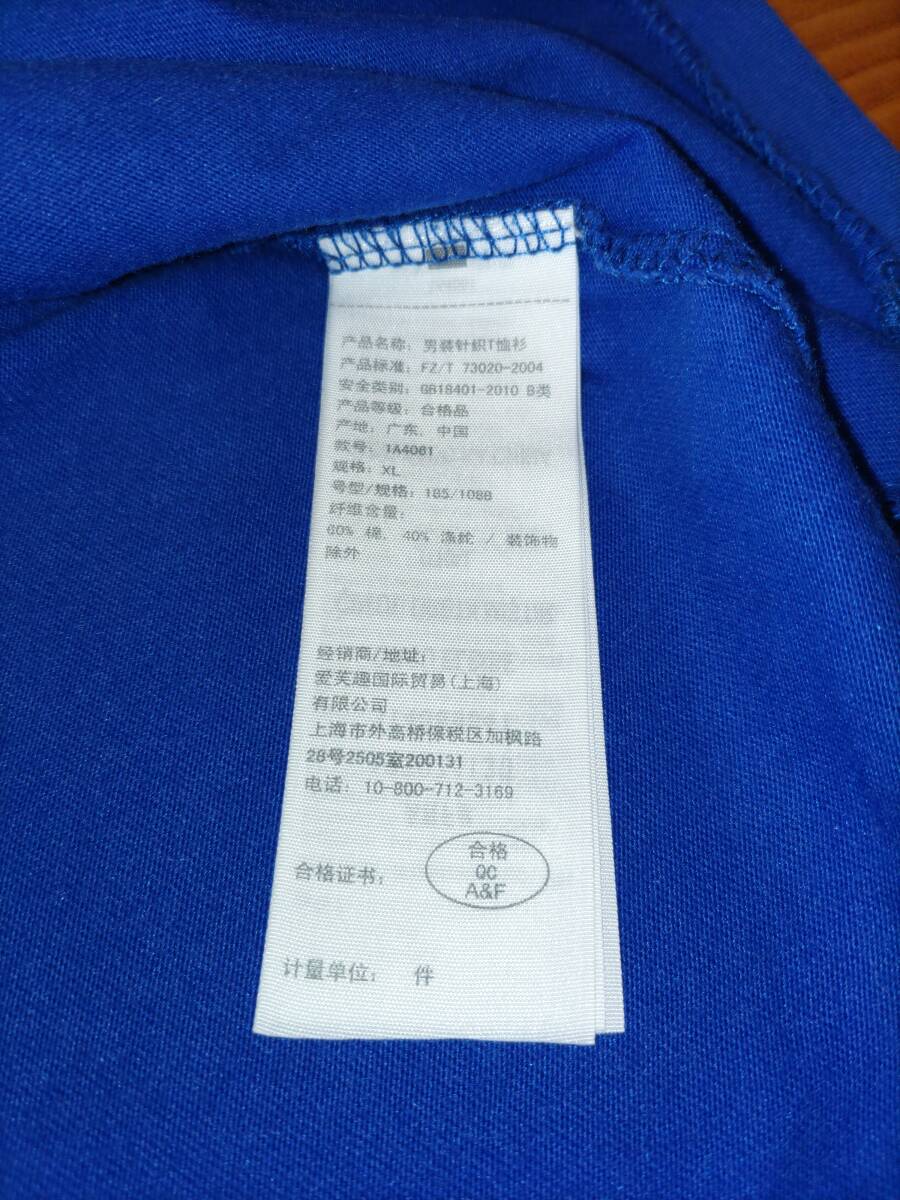 产品名称: 男装针织T恤衫
产品标准: FZ/T 73020-2004
安全类别: GB18401-2010 B类
产品等级: 合格品
产地: 广东, 中国
款号: 1A4061
规格: XL
号型/规格: 185/108B
纤维含量:
60% 棉, 40% 涤纶 / 装饰物
除外
经销商/地址:
爱芙趣国际贸易(上海)
有限公司
上海市外高桥保税区加枫路
26号2505室200131
电话: 10-800-712-3169
合格
合格证书: QC
A&F
计量单位: 件